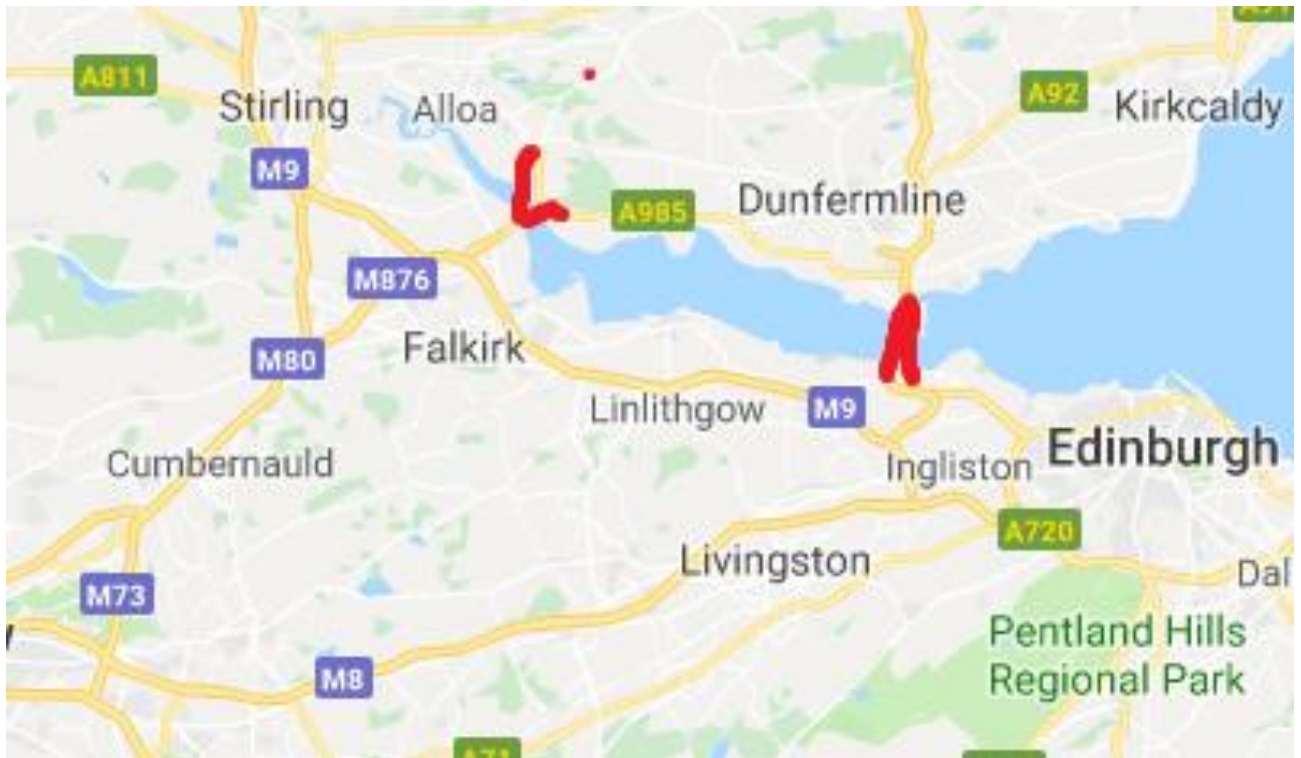 A811
Stirling
Alloa
A92
Kirkcaldy
M9
A985
Dunfermline
M876
M80
Falkirk
Linlithgow
M9
Edinburgh
Cumbernauld
Ingliston
A720
Livingston
Dal
M73
Pentland Hills
Regional Park
M8